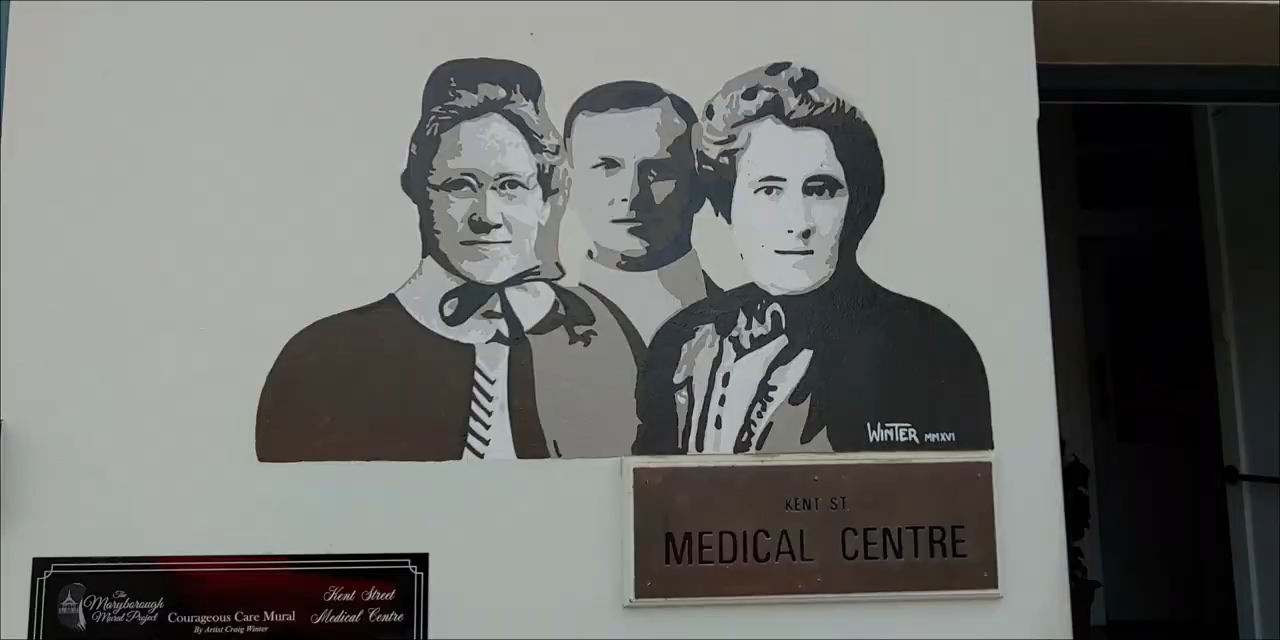 WINTER MMXVI
KENT ST.
MEDICAL CENTRE
The
Maryborough
Mural Project
Courageous Care Mural
By Artist Craig Winter
Kent Street
Medical Centre